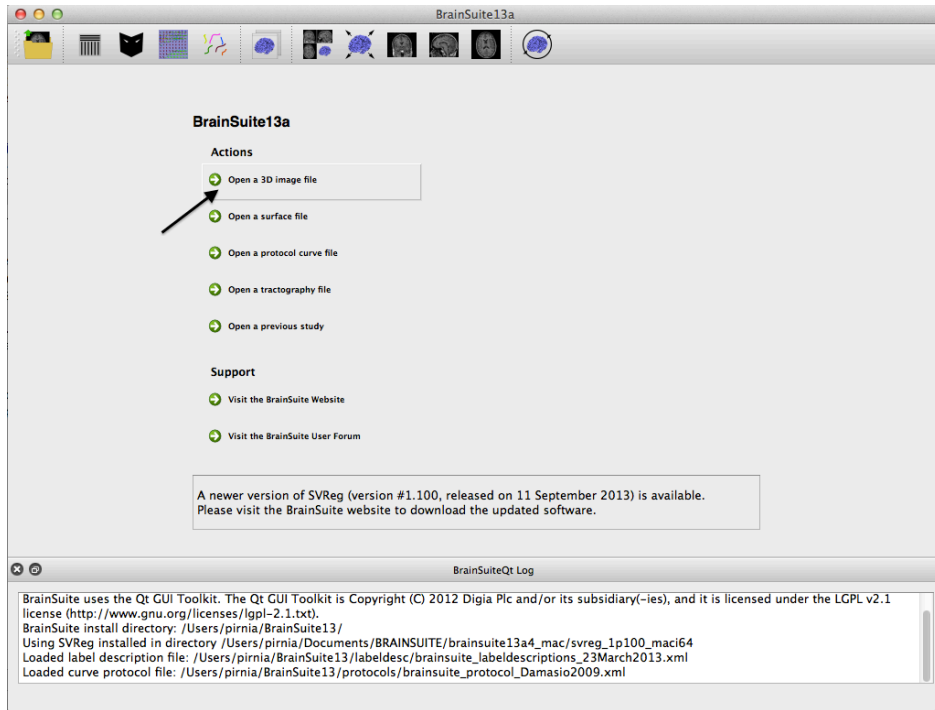 BrainSuite13a
BrainSuite13a
Actions
Open a 3D image file
Open a surface file
Open a protocol curve file
Open a tractography file
Open a previous study
Support
Visit the BrainSuite Website
Visit the BrainSuite User Forum
A newer version of SVReg (version #1.100, released on 11 September 2013) is available.
Please visit the BrainSuite website to download the updated software.
BrainSuiteQt Log
BrainSuite uses the Qt GUI Toolkit. The Qt GUI Toolkit is Copyright (C) 2012 Digia Plc and/or its subsidiary(-ies), and it is licensed under the LGPL v2.1
license (http://www.gnu.org/licenses/lgpl-2.1.txt).
BrainSuite install directory: /Users/pirnia/BrainSuite13/
Using SVReg installed in directory /Users/pirnia/Documents/BRAINSUITE/brainsuite13a4_mac/svreg_1p100_maci64
Loaded label description file: /Users/pirnia/BrainSuite13/labeldesc/brainsuite_labeldescriptions_23March2013.xml
Loaded curve protocol file: /Users/pirnia/BrainSuite13/protocols/brainsuite_protocol_Damasio2009.xml